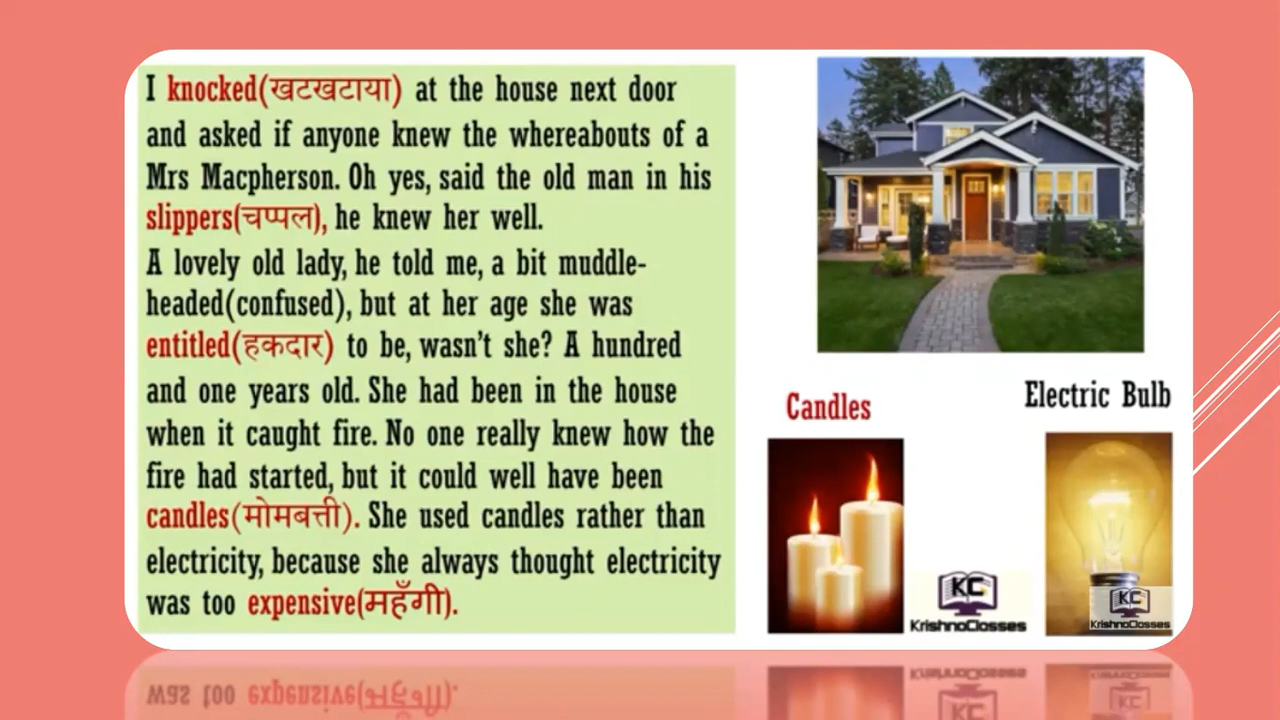 I knocked(खटखटाया) at the house next door
and asked if anyone knew the whereabouts of a
Mrs Macpherson. Oh yes, said the old man in his
slippers(चप्पल), he knew her well.
A lovely old lady, he told me, a bit muddle-
headed(confused), but at her age she was
entitled(हकदार) to be, wasn't she? A hundred
and one years old. She had been in the house
when it caught fire. No one really knew how the
fire had started, but it could well have been
candles(मोमबत्ती). She used candles rather than
electricity, because she always thought electricity
was too expensive(महँगी).
Candles
Electric Bulb
KC
KrishnaClasses
KC
KrishnaClasses